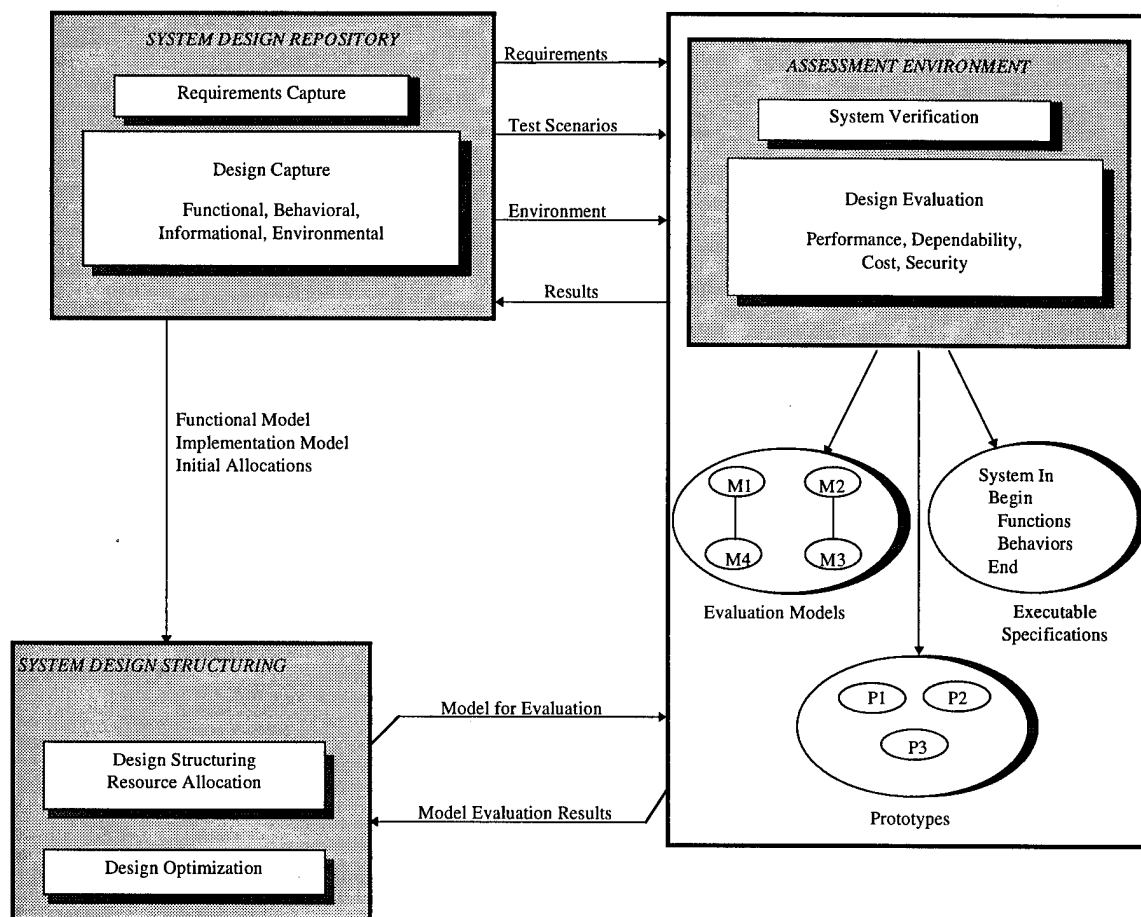 SYSTEM DESIGN REPOSITORY
Requirements Capture
Design Capture
Functional, Behavioral,
Informational, Environmental
Requirements
Test Scenarios
Environment
Results
ASSESSMENT ENVIRONMENT
System Verification
Design Evaluation
Performance, Dependability,
Cost, Security
Functional Model
Implementation Model
Initial Allocations
M1
M2
M4
M3
Evaluation Models
System In
Begin
Functions
Behaviors
End
Executable
Specifications
P1
P2
P3
Prototypes
SYSTEM DESIGN STRUCTURING
Design Structuring
Resource Allocation
Design Optimization
Model for Evaluation
Model Evaluation Results